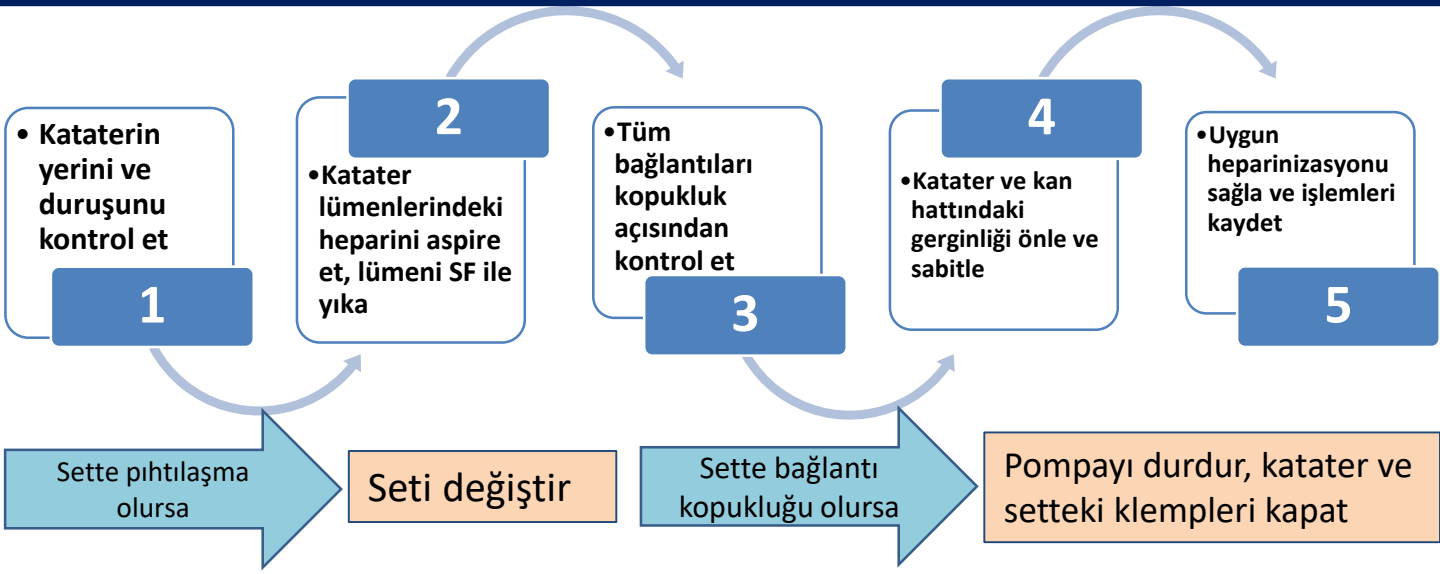 • Kataterin
yerini ve
duruşunu
kontrol et
1
2
•Katater
lümenlerindeki
heparini aspire
et, lümeni SF ile
yıka
•Tüm
bağlantıları
kopukluk
açısından
kontrol et
3
4
•Katater ve kan
hattındaki
gerginliği önle ve
sabitle
•Uygun
heparinizasyonu
sağla ve işlemleri
kaydet
5
Sette pıhtılaşma
olursa
Seti değiştir
Sette bağlantı
kopukluğu olursa
Pompayı durdur, katater ve
setteki klempleri kapat